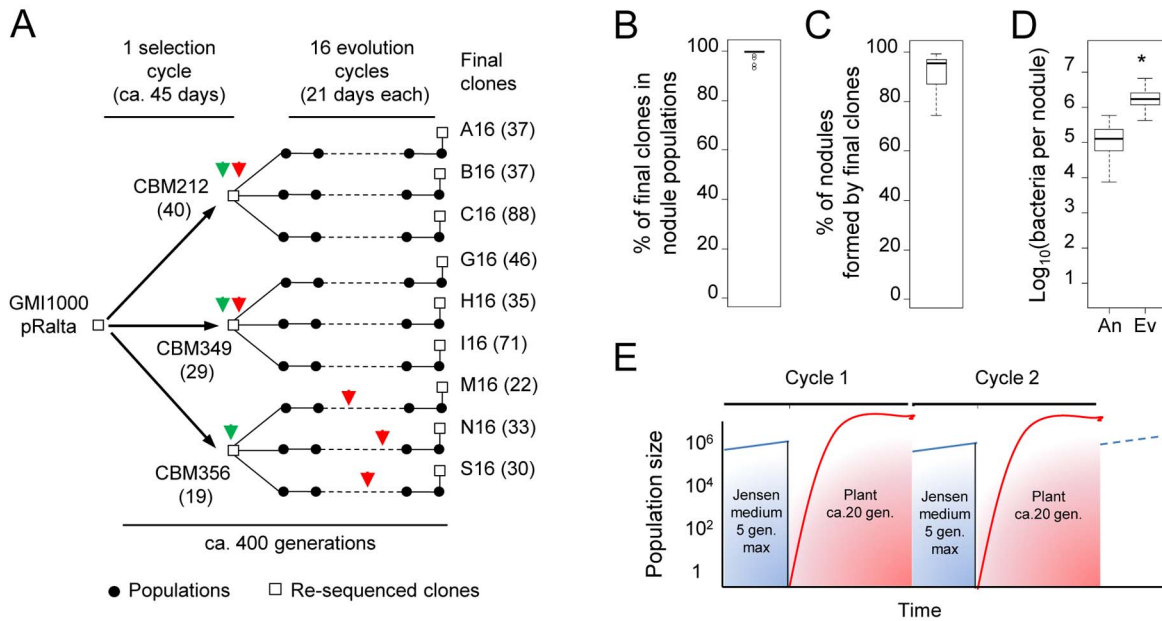 A
1 selection
cycle
(ca. 45 days)
16 evolution
cycles
(21 days each)
Final
clones
GMI1000
pRalta
CBM212
(40)
CBM349
(29)
CBM356
(19)
A16 (37)
B16 (37)
C16 (88)
G16 (46)
H16 (35)
I16 (71)
M16 (22)
N16 (33)
S16 (30)
ca. 400 generations
Populations
Re-sequenced clones
B
% of final clones in
nodule populations
100
80
60
40
20
0
C
% of nodules
formed by final clones
100
80
60
40
20
0
D
Log10(bacteria per nodule)
7
6
5
4
3
2
1
*
An Ev
E
Cycle 1
Cycle 2
Population size
10^6
10^4
10^2
1
Jensen
medium
5 gen.
max
Plant
ca.20 gen.
Jensen
medium
5 gen.
max
Plant
ca.20 gen.
Time